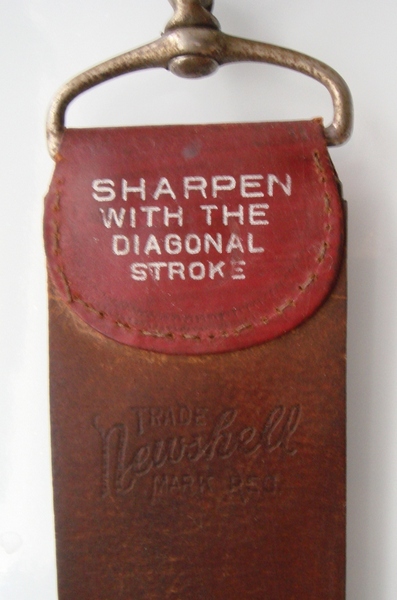 SHARPEN
WITH THE
DIAGONAL
STROKE
TRADE
Newshell
MARK REG.